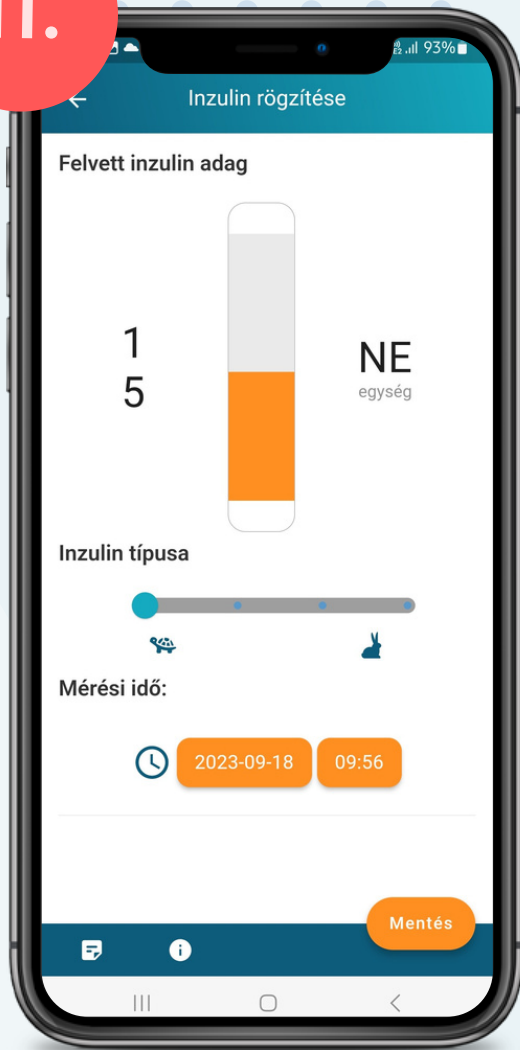 II.
93%
Inzulin rögzítése
Felvett inzulin adag
1
5
NE
egység
Inzulin típusa
Mérési idő:
2023-09-18 09:56
Mentés